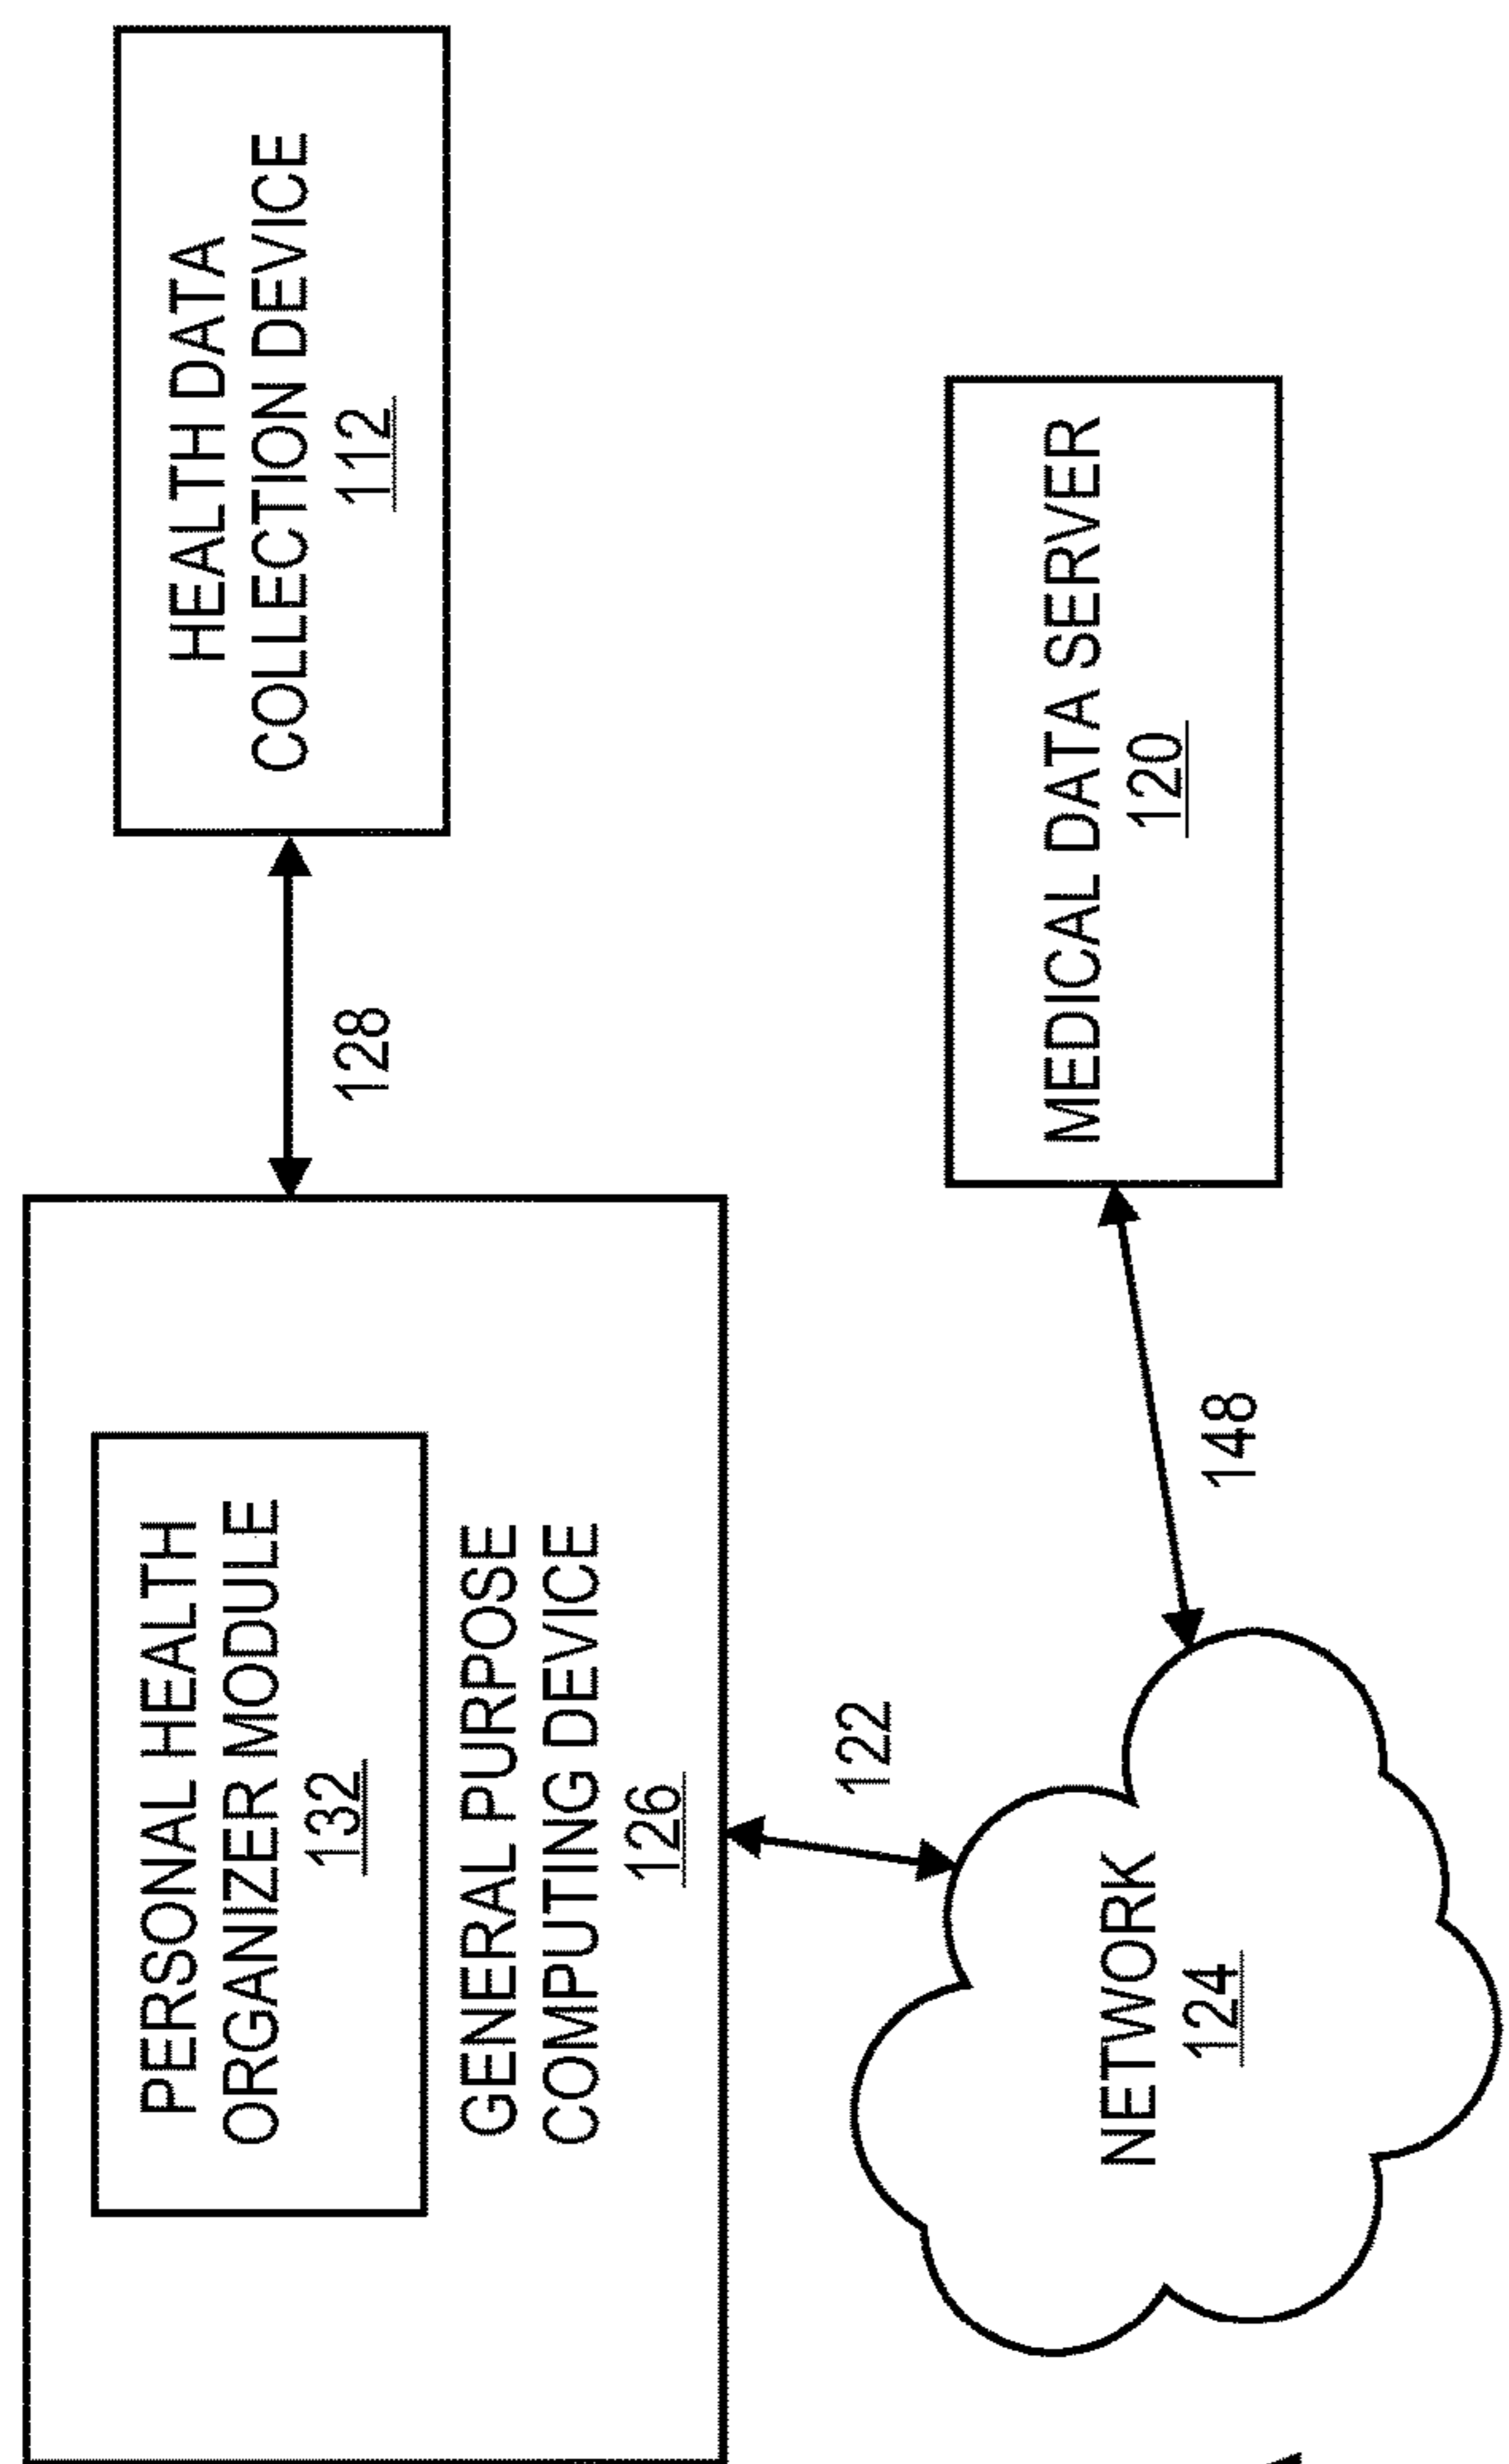 PERSONAL HEALTH
ORGANIZER MODULE
132
GENERAL PURPOSE
COMPUTING DEVICE
126
128
HEALTH DATA
COLLECTION DEVICE
112
122
NETWORK
124
148
MEDICAL DATA SERVER
120